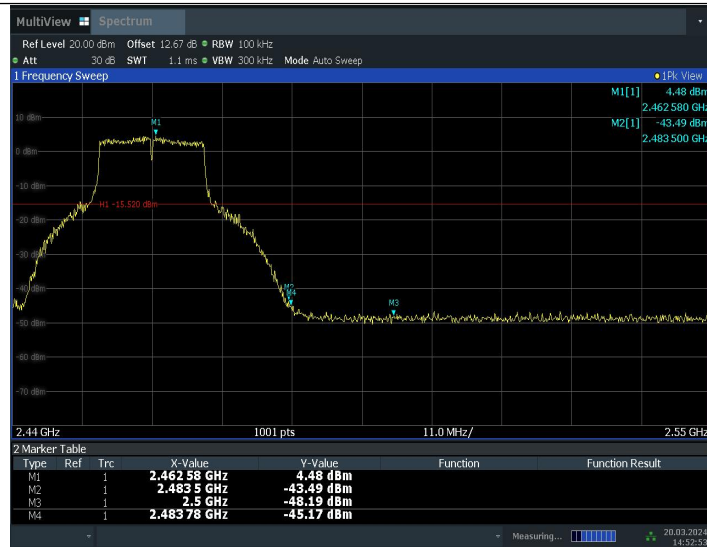 MultiView Spectrum
Ref Level 20.00 dBm Offset 12.67 dB RBW 100 kHz
Att 30 dB SWT 1.1 ms VBW 300 kHz Mode Auto Sweep
1 Frequency Sweep 1Pk View
M1[1] 4.48 dBm
2.462 580 GHz
M2[1] -43.49 dBm
2.483 500 GHz
10 dBm
M1
0 dBm
-10 dBm
H1 -15.520 dBm
-20 dBm
-30 dBm
-40 dBm
M2
M4
M3
-50 dBm
-60 dBm
-70 dBm
2.44 GHz 1001 pts 11.0 MHz/ 2.55 GHz
2 Marker Table
Type Ref Trc X-Value Y-Value Function Function Result
M1 1 2.462 58 GHz 4.48 dBm
M2 1 2.483 5 GHz -43.49 dBm
M3 1 2.5 GHz -48.19 dBm
M4 1 2.483 78 GHz -45.17 dBm
Measuring... 20.03.2024
14:52:53